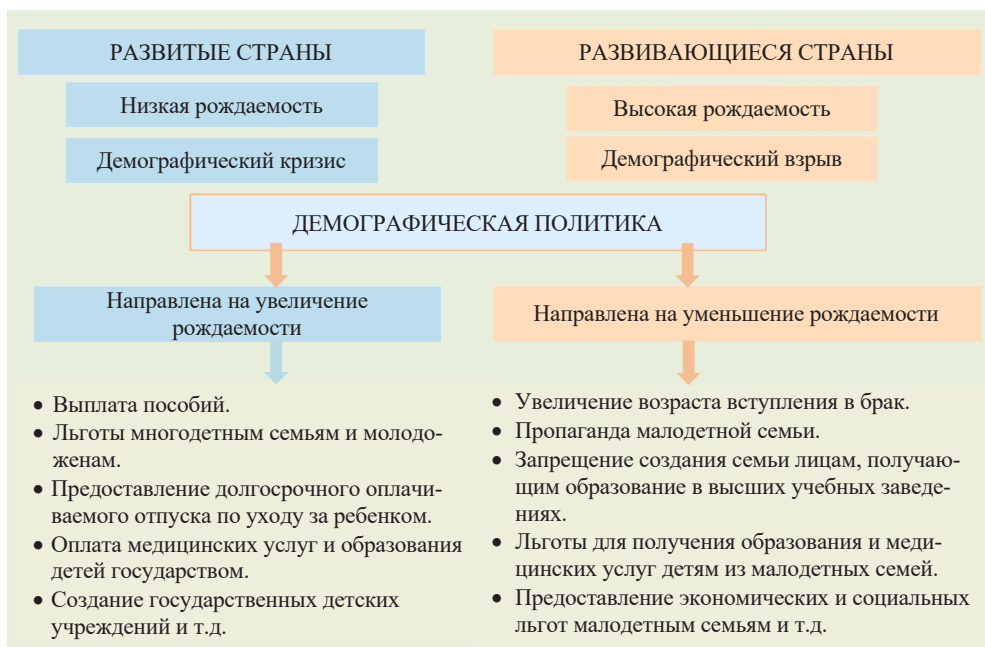 РАЗВИТЫЕ СТРАНЫ
Низкая рождаемость
Демографический кризис
РАЗВИВАЮЩИЕСЯ СТРАНЫ
Высокая рождаемость
Демографический взрыв
ДЕМОГРАФИЧЕСКАЯ ПОЛИТИКА
Направлена на увеличение
рождаемости
• Выплата пособий.
• Льготы многодетным семьям и молодо-
женам.
• Предоставление долгосрочного оплачи-
ваемого отпуска по уходу за ребенком.
• Оплата медицинских услуг и образования
детей государством.
• Создание государственных детских
учреждений и т.д.
Направлена на уменьшение рождаемости
• Увеличение возраста вступления в брак.
• Пропаганда малодетной семьи.
• Запрещение создания семьи лицам, получаю-
щим образование в высших учебных заведе-
ниях.
• Льготы для получения образования и меди-
цинских услуг детям из малодетных семей.
• Предоставление экономических и социальных
льгот малодетным семьям и т.д.